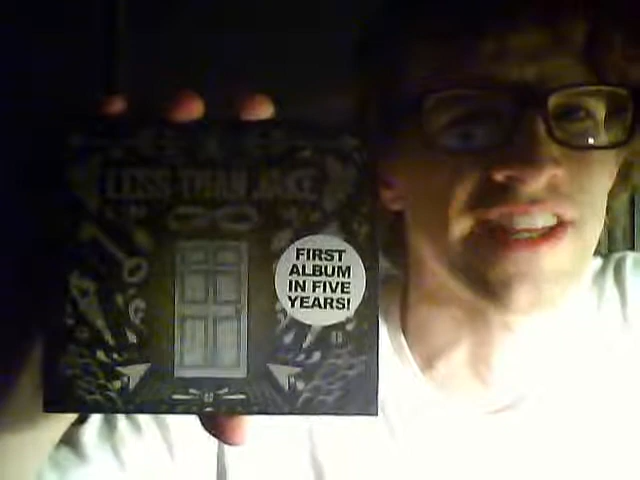 LESS THAN JAKE
FIRST
ALBUM
IN FIVE
YEARS!